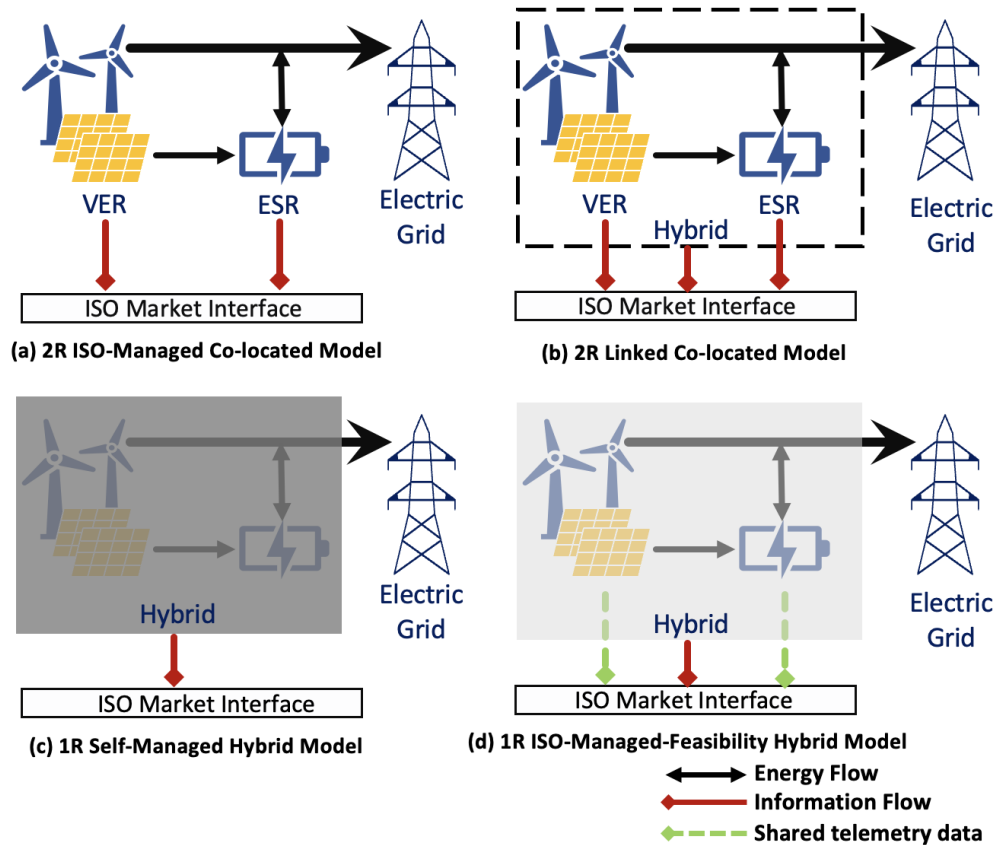 VER
ESR
Electric
Grid
ISO Market Interface
(a) 2R ISO-Managed Co-located Model
VER
ESR
Hybrid
Electric
Grid
ISO Market Interface
(b) 2R Linked Co-located Model
Hybrid
Electric
Grid
ISO Market Interface
(c) 1R Self-Managed Hybrid Model
Hybrid
Electric
Grid
ISO Market Interface
(d) 1R ISO-Managed-Feasibility Hybrid Model
Energy Flow
Information Flow
Shared telemetry data